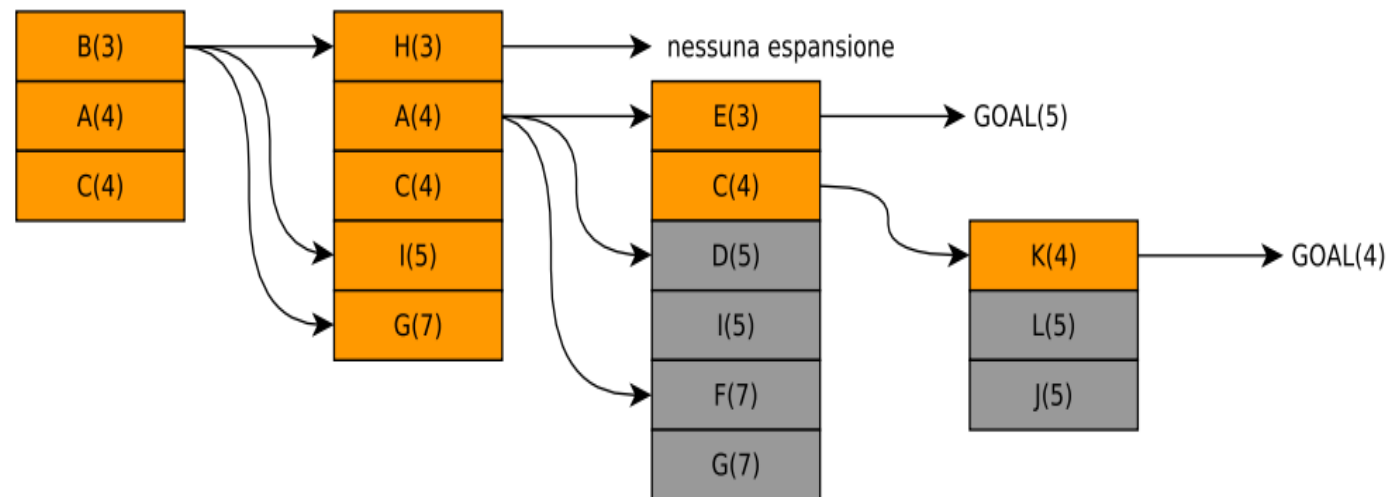 B(3)
A(4)
C(4)
H(3)
A(4)
C(4)
I(5)
G(7)
nessuna espansione
E(3)
C(4)
D(5)
I(5)
F(7)
G(7)
GOAL(5)
K(4)
L(5)
J(5)
GOAL(4)